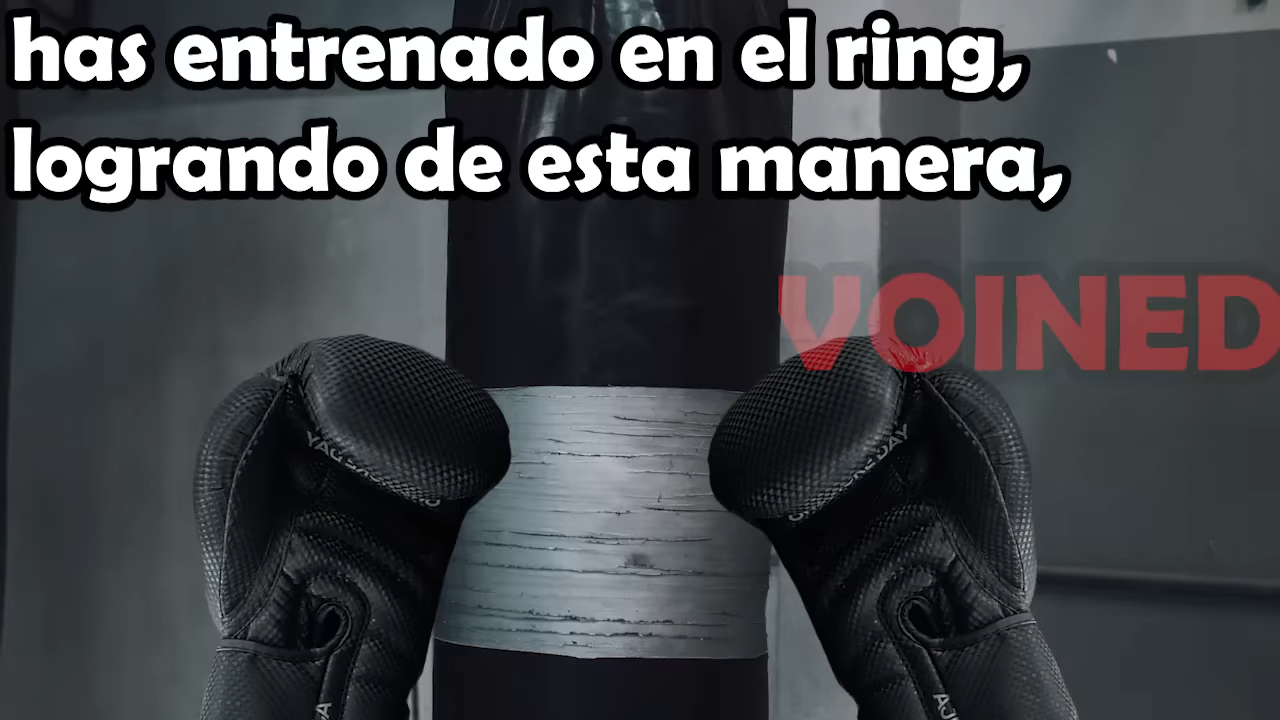 has entrenado en el ring,
logrando de esta manera,
VOINED